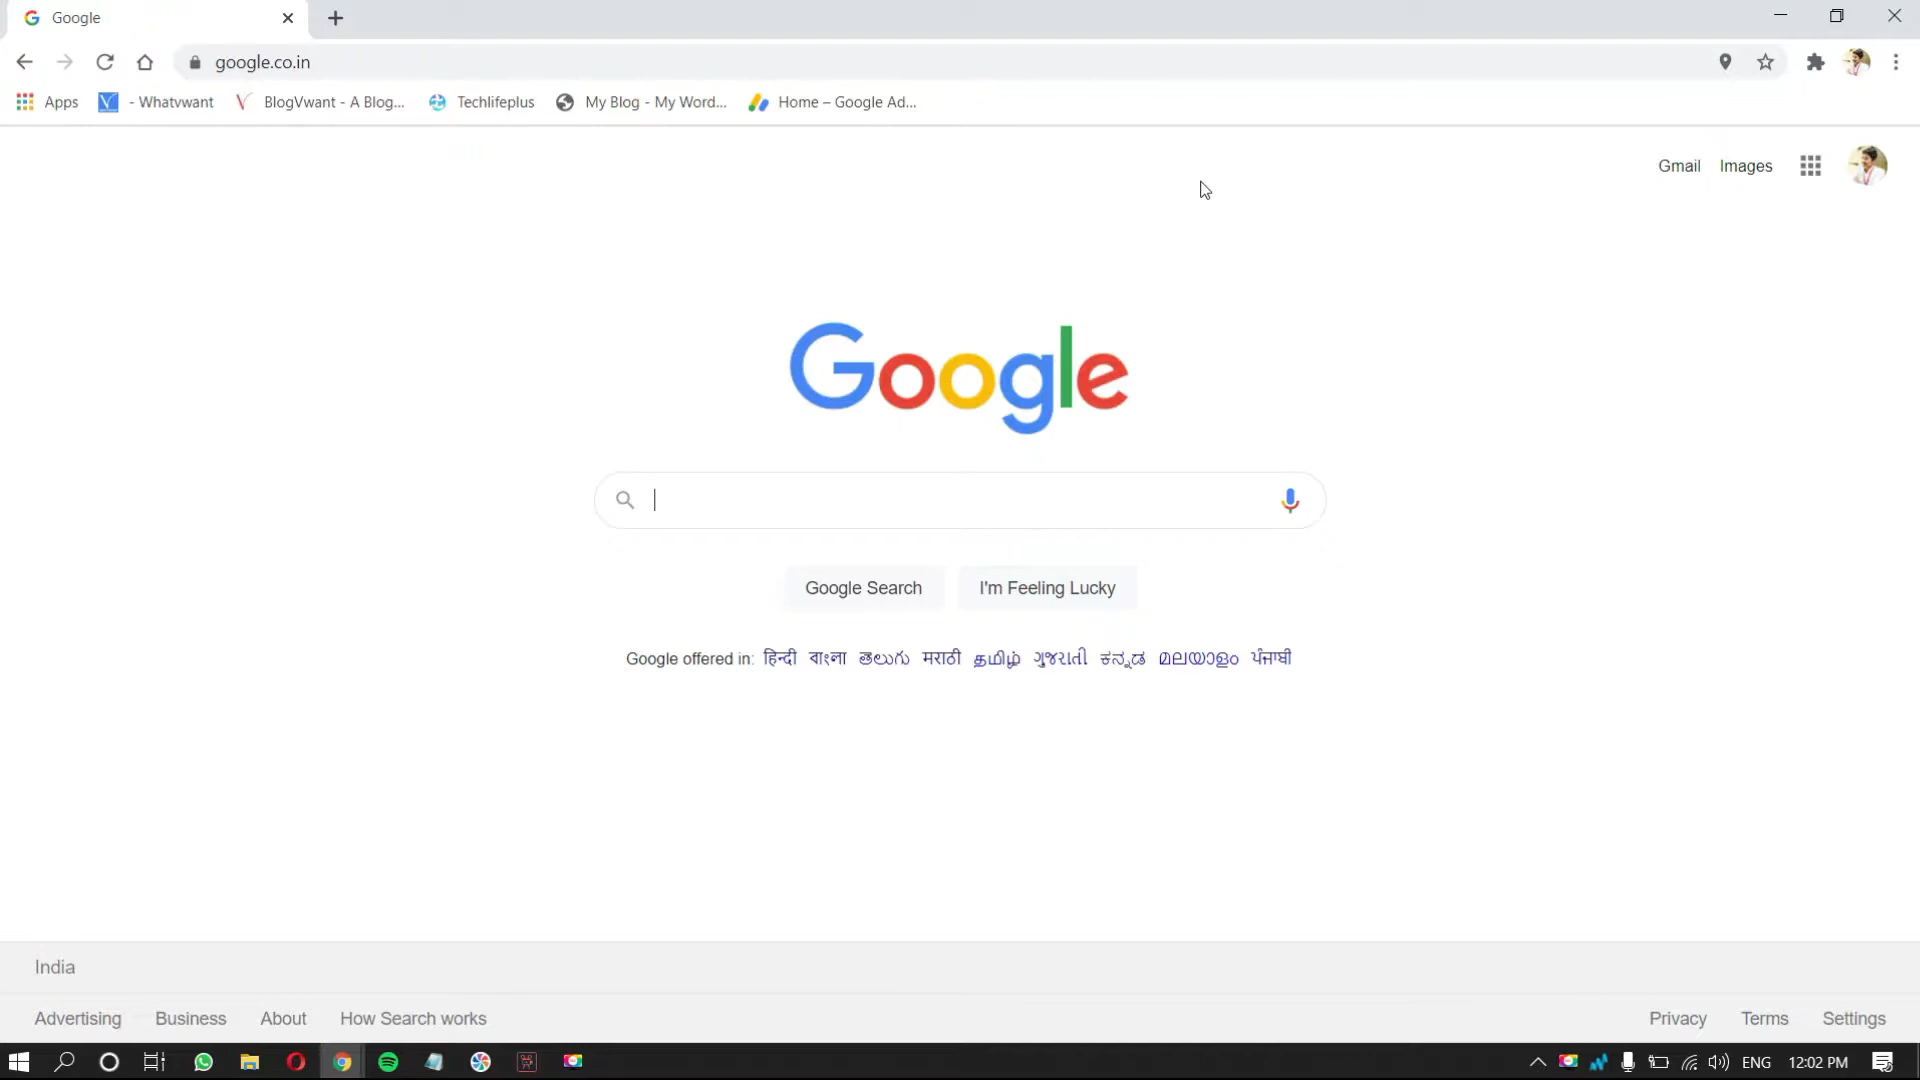 Google
google.co.in
Apps - Whatvwant BlogVwant - A Blog... Techlifeplus My Blog - My Word... Home – Google Ad...
Gmail Images
Google
Google Search I'm Feeling Lucky
Google offered in: हिन्दी বাংলা తెలుగు मराठी தமிழ் ગુજરાતી ಕನ್ನಡ മലയാളം ਪੰਜਾਬੀ
India
Advertising Business About How Search works Privacy Terms Settings
ENG 12:02 PM